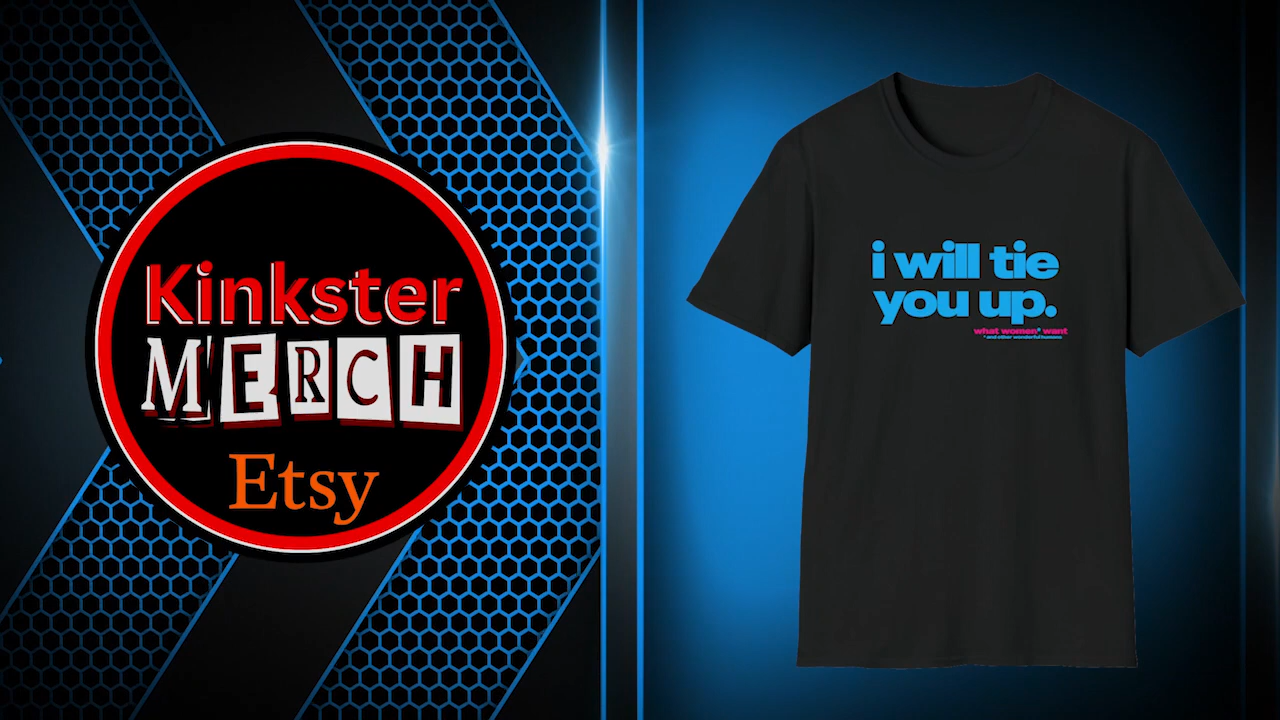 Kinkster
MERCH
Etsy
i will tie
you up.
what women* want
* and other wonderful humans